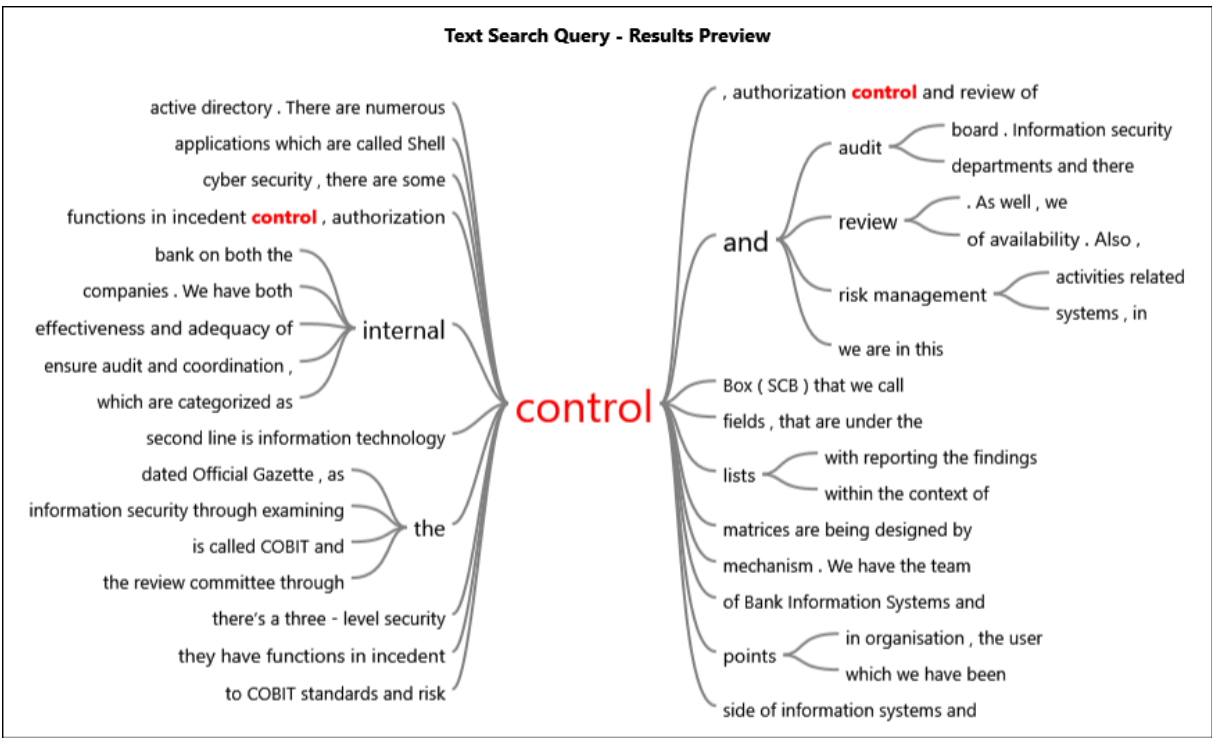 Text Search Query - Results Preview
active directory . There are numerous
applications which are called Shell
cyber security , there are some
functions in incedent control , authorization
bank on both the
companies . We have both
effectiveness and adequacy of
ensure audit and coordination ,
which are categorized as
internal
second line is information technology
dated Official Gazette , as
information security through examining
is called COBIT and
the review committee through
the
there's a three - level security
they have functions in incedent
to COBIT standards and risk
control
, authorization control and review of
and
audit
board . Information security
departments and there
review
. As well , we
of availability . Also ,
risk management
activities related
systems , in
we are in this
Box ( SCB ) that we call
fields , that are under the
lists
with reporting the findings
within the context of
matrices are being designed by
mechanism . We have the team
of Bank Information Systems and
points
in organisation , the user
which we have been
side of information systems and